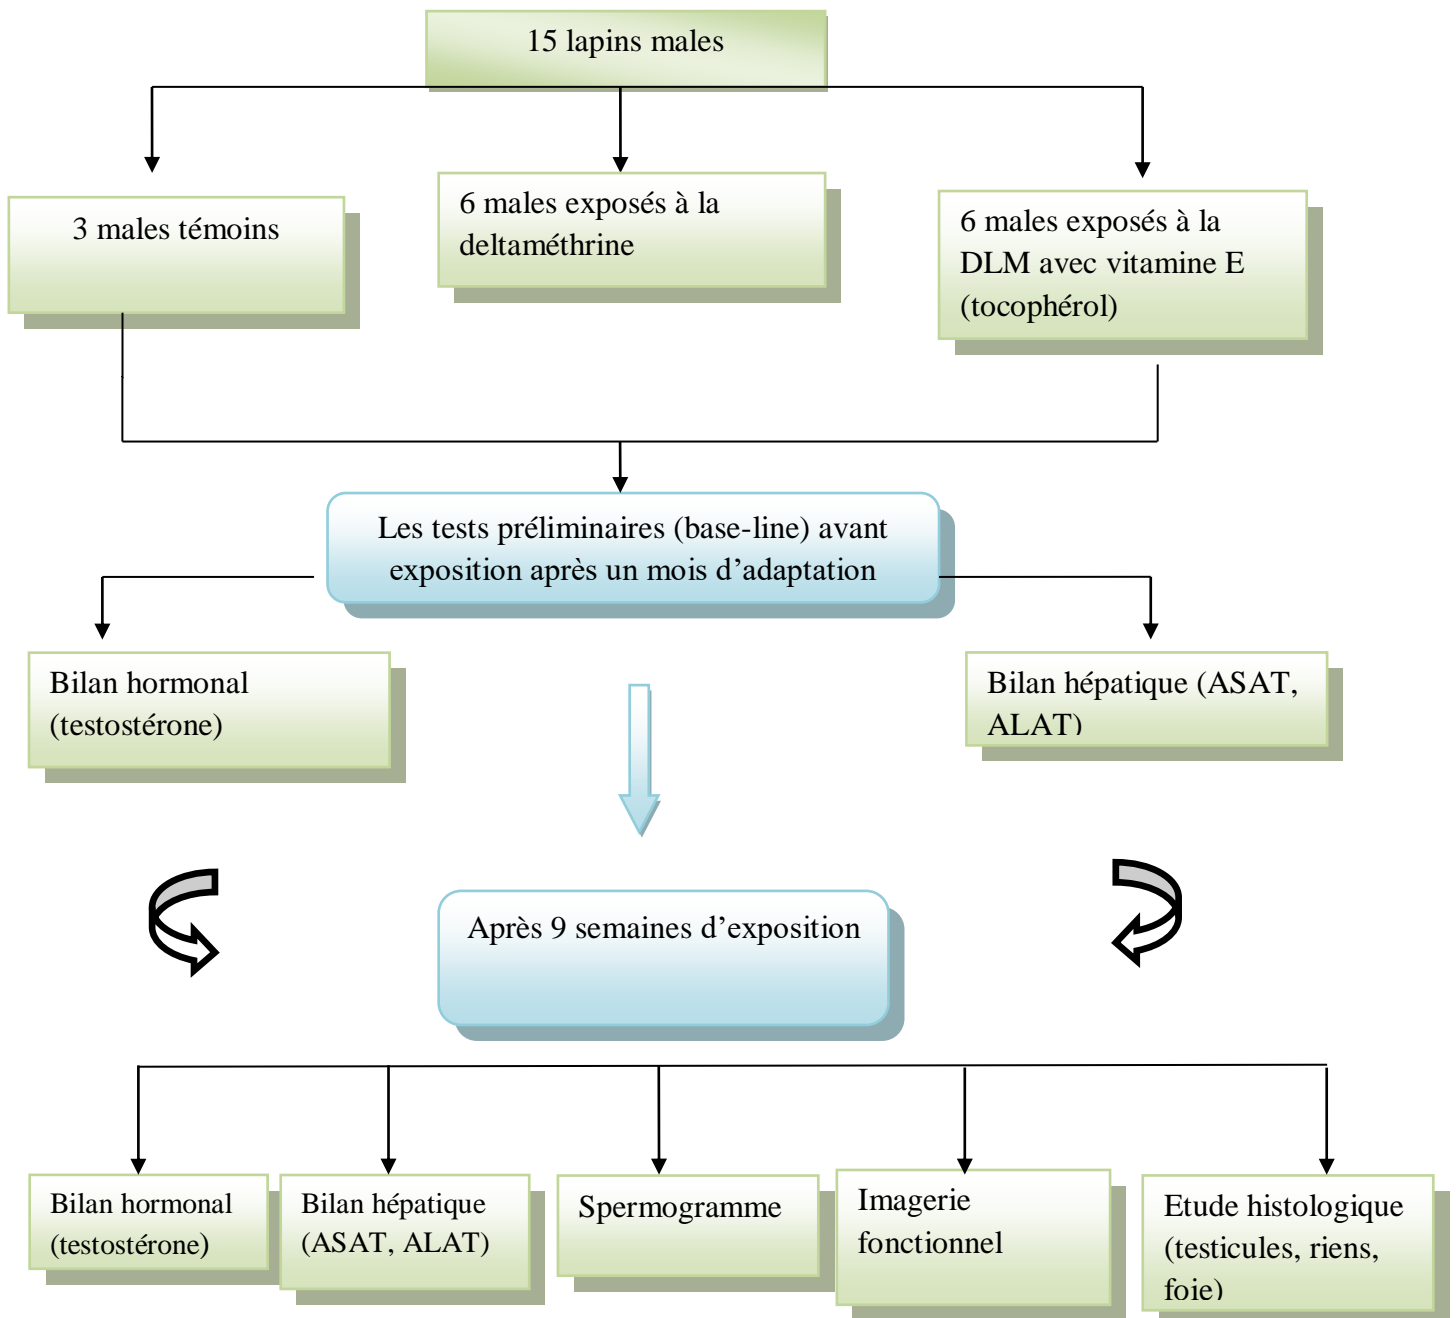 15 lapins males
3 males témoins
6 males exposés à la
deltaméthrine
6 males exposés à la
DLM avec vitamine E
(tocophérol)
Les tests préliminaires (base-line) avant
exposition après un mois d’adaptation
Bilan hormonal
(testostérone)
Bilan hépatique (ASAT,
ALAT)
Après 9 semaines d’exposition
Bilan hormonal
(testostérone)
Bilan hépatique
(ASAT, ALAT)
Spermogramme
Imagerie
fonctionnel
Etude histologique
(testicules, riens,
foie)